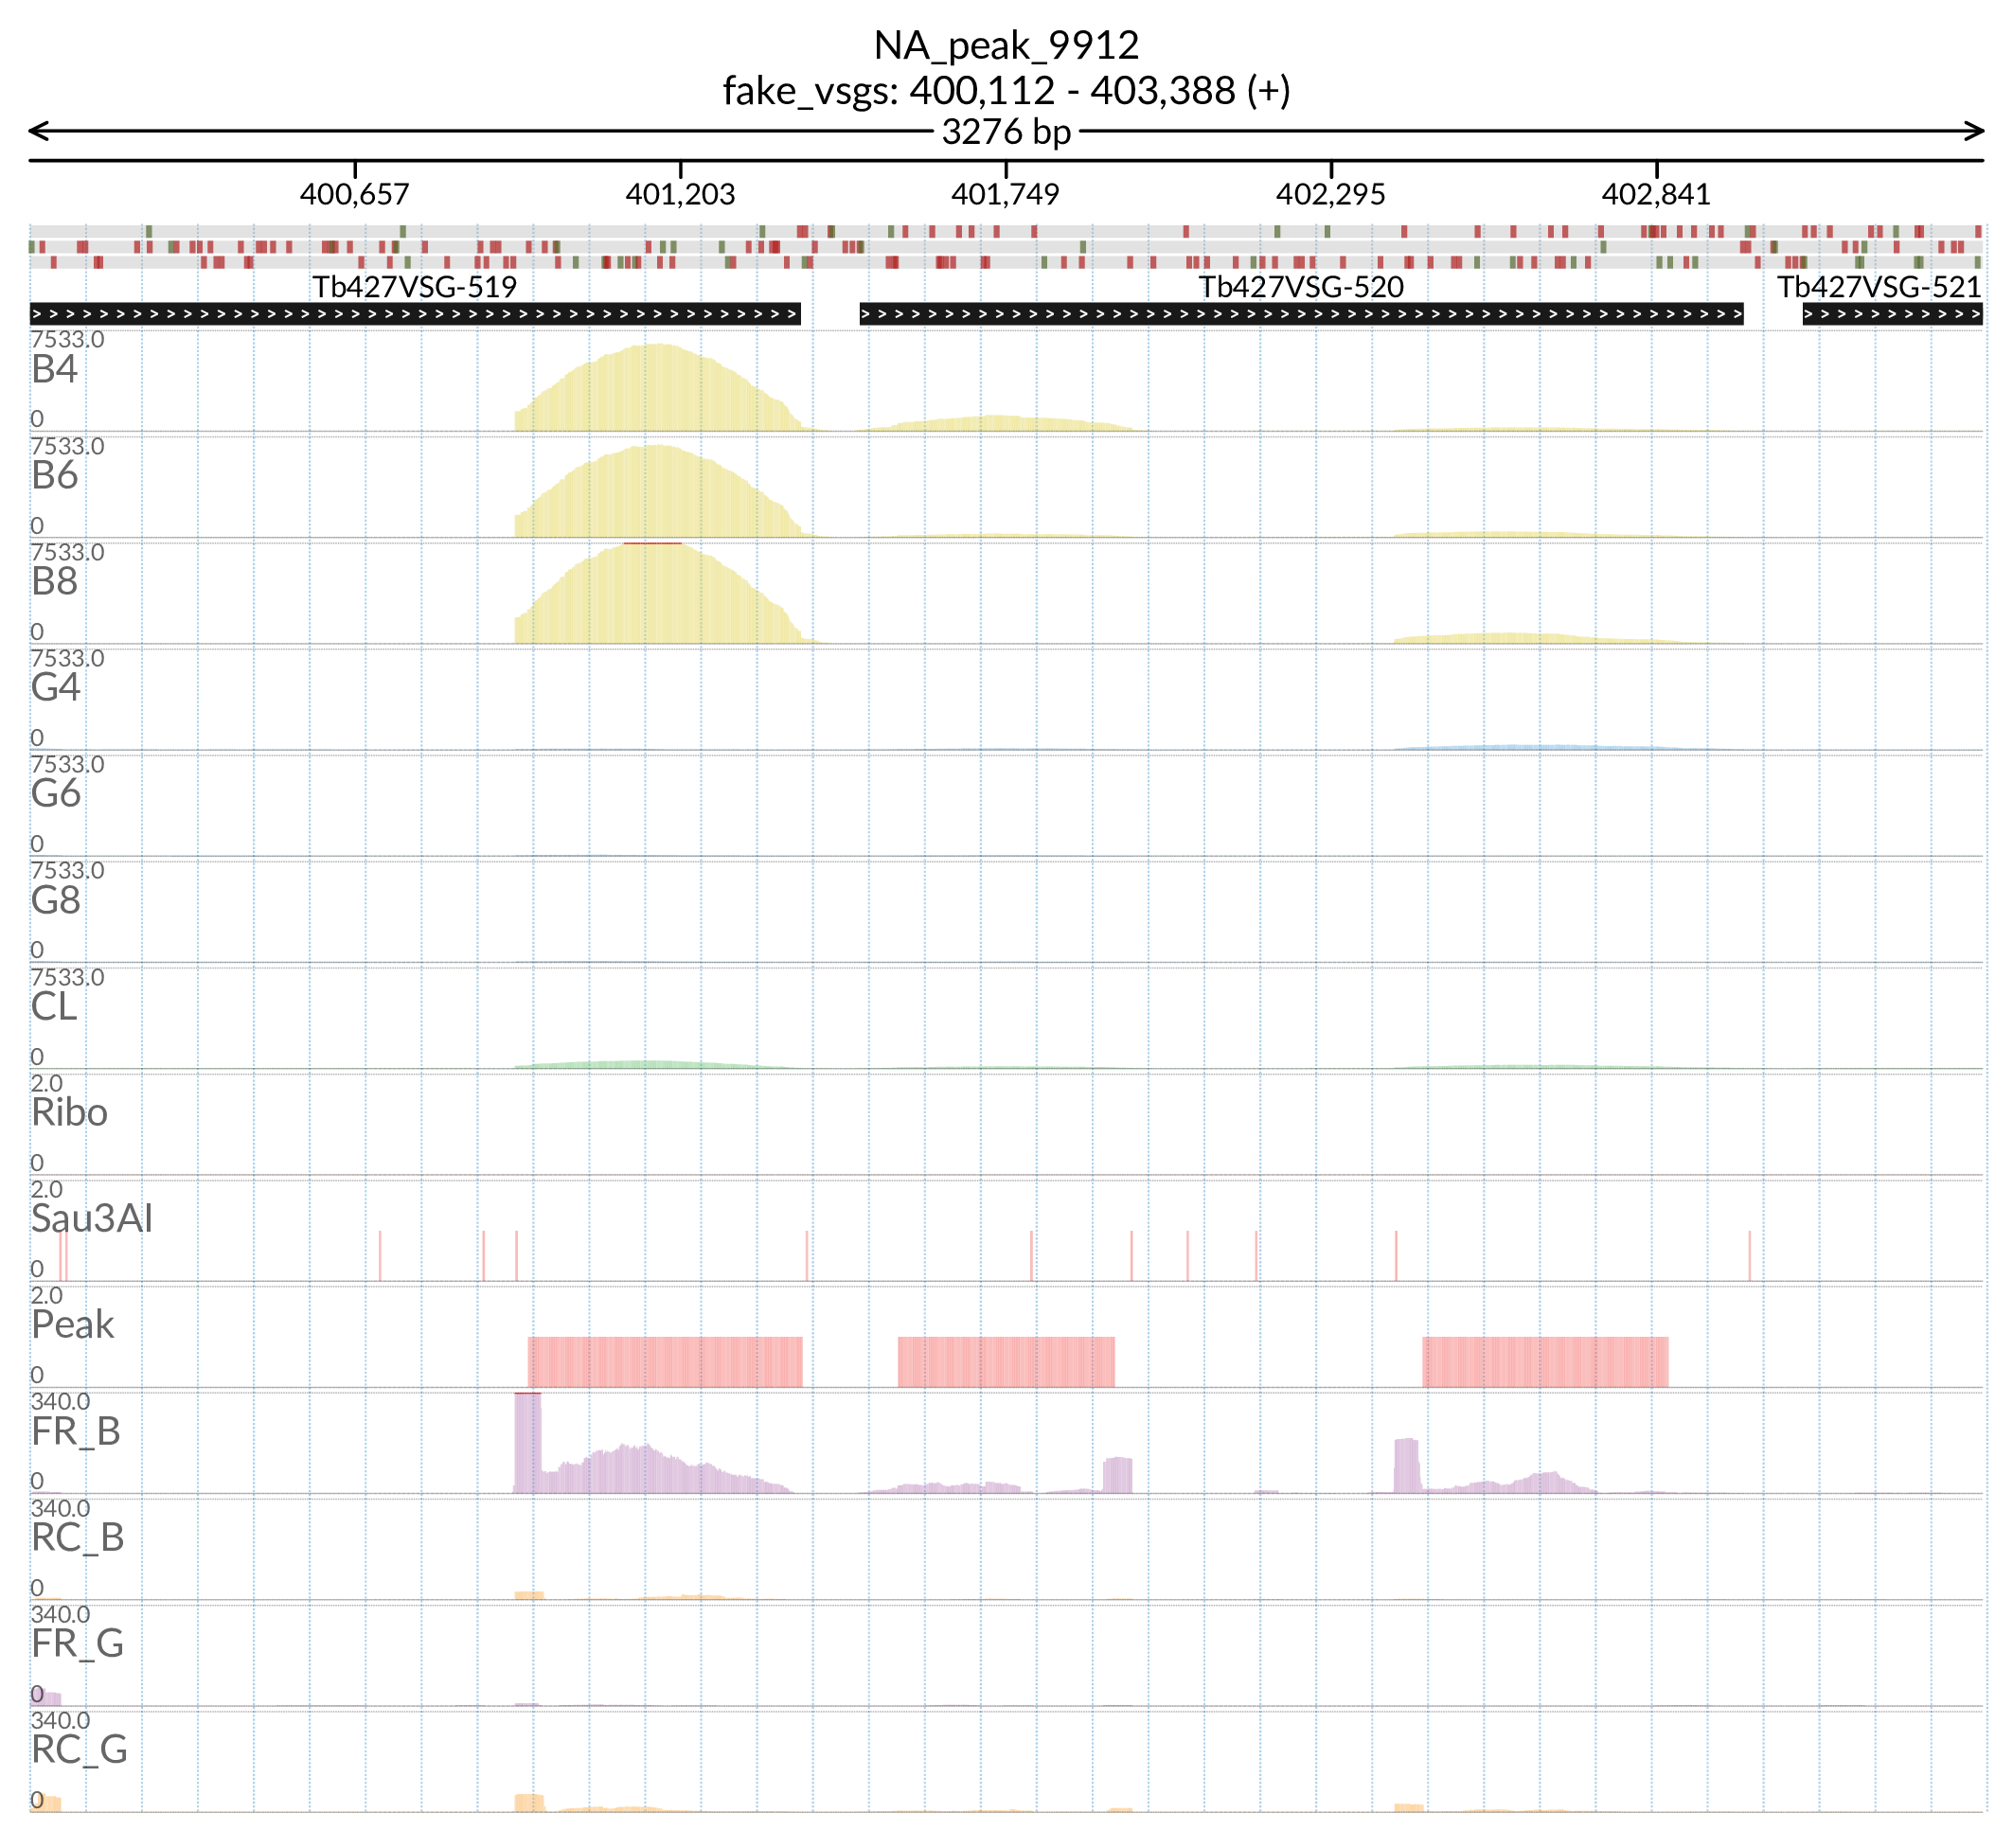 NA_peak_9912
fake_vsgs: 400,112 - 403,388 (+)
3276 bp
400,657 401,203 401,749 402,295 402,841
Tb427VSG-519 Tb427VSG-520 Tb427VSG-521
7533.0
B4
0
7533.0
B6
0
7533.0
B8
0
7533.0
G4
0
7533.0
G6
0
7533.0
G8
0
7533.0
CL
0
2.0
Ribo
0
2.0
Sau3AI
0
2.0
Peak
0
340.0
FR_B
0
340.0
RC_B
0
340.0
FR_G
0
340.0
RC_G
0